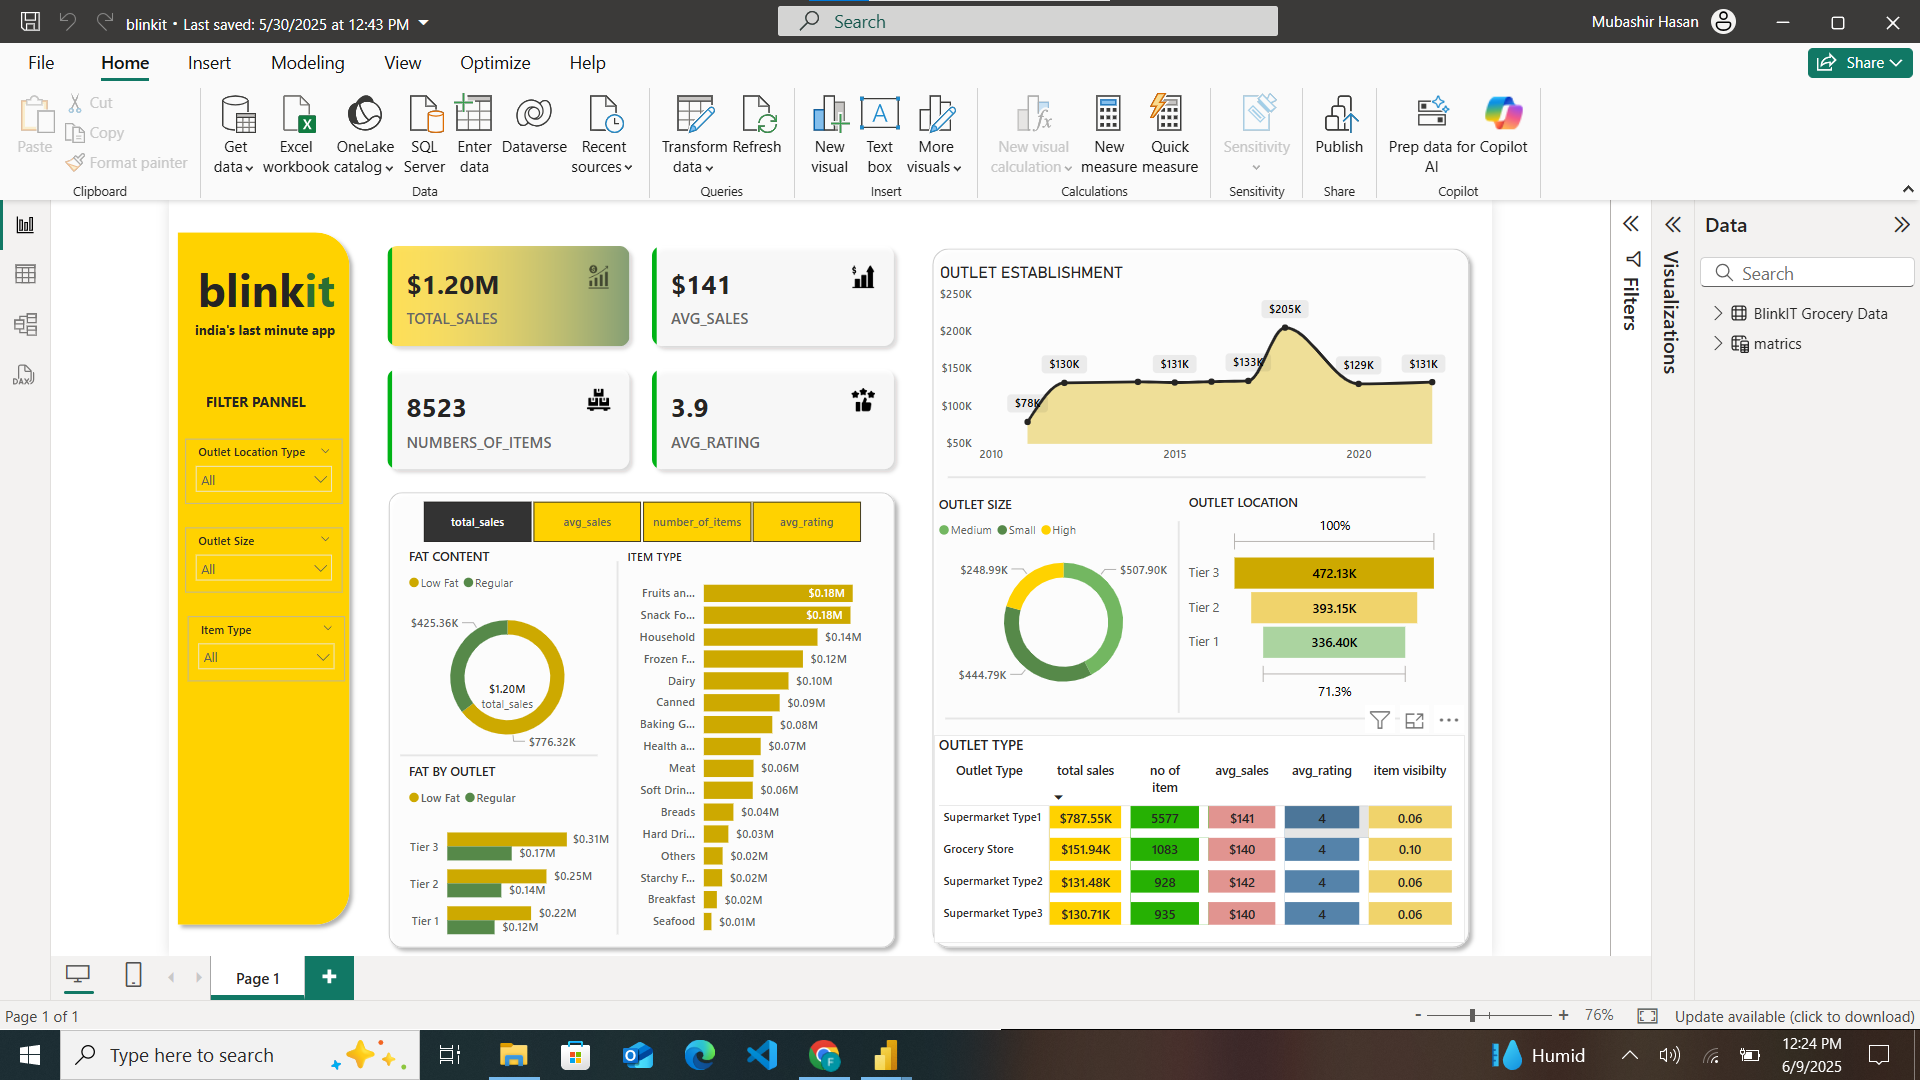 blinkit • Last saved: 5/30/2025 at 12:43 PM
Search
Mubashir Hasan
File
Home
Insert
Modeling
View
Optimize
Help
Share
Paste
Cut
Copy
Format painter
Clipboard
Get data
Excel workbook
OneLake catalog
SQL Server
Enter data
Dataverse
Recent sources
Data
Transform data
Refresh
Queries
New visual
Text box
More visuals
Insert
New visual calculation
New measure
Quick measure
Calculations
Sensitivity
Sensitivity
Publish
Share
Prep data for AI
Copilot
Copilot
blinkit
india's last minute app
FILTER PANNEL
Outlet Location Type
All
Outlet Size
All
Item Type
All
$1.20M
TOTAL_SALES
$141
AVG_SALES
8523
NUMBERS_OF_ITEMS
3.9
AVG_RATING
total_sales
avg_sales
number_of_items
avg_rating
FAT CONTENT
Low Fat
Regular
$425.36K
$1.20M
total_sales
$776.32K
FAT BY OUTLET
Low Fat
Regular
Tier 3
$0.31M
$0.17M
Tier 2
$0.25M
$0.14M
Tier 1
$0.22M
$0.12M
ITEM TYPE
Fruits an... $0.18M
Snack Fo... $0.18M
Household $0.14M
Frozen F... $0.12M
Dairy $0.10M
Canned $0.09M
Baking G... $0.08M
Health a... $0.07M
Meat $0.06M
Soft Drin... $0.06M
Breads $0.04M
Hard Dri... $0.03M
Others $0.02M
Starchy F... $0.02M
Breakfast $0.02M
Seafood $0.01M
OUTLET ESTABLISHMENT
$250K
$200K
$150K
$100K
$50K
$78K
$130K
$131K
$133K
$205K
$129K
$131K
2010
2015
2020
OUTLET SIZE
Medium
Small
High
$248.99K
$507.90K
$444.79K
OUTLET LOCATION
100%
Tier 3 472.13K
Tier 2 393.15K
Tier 1 336.40K
71.3%
OUTLET TYPE
Outlet Type total sales no of item avg_sales avg_rating item visibilty
Supermarket Type1 $787.55K 5577 $141 4 0.06
Grocery Store $151.94K 1083 $140 4 0.10
Supermarket Type2 $131.48K 928 $142 4 0.06
Supermarket Type3 $130.71K 935 $140 4 0.06
Filters
Visualizations
Data
Search
BlinkIT Grocery Data
matrics
DAX
Page 1
+
Page 1 of 1
- + 76%
Update available (click to download)
Type here to search
Humid
12:24 PM
6/9/2025